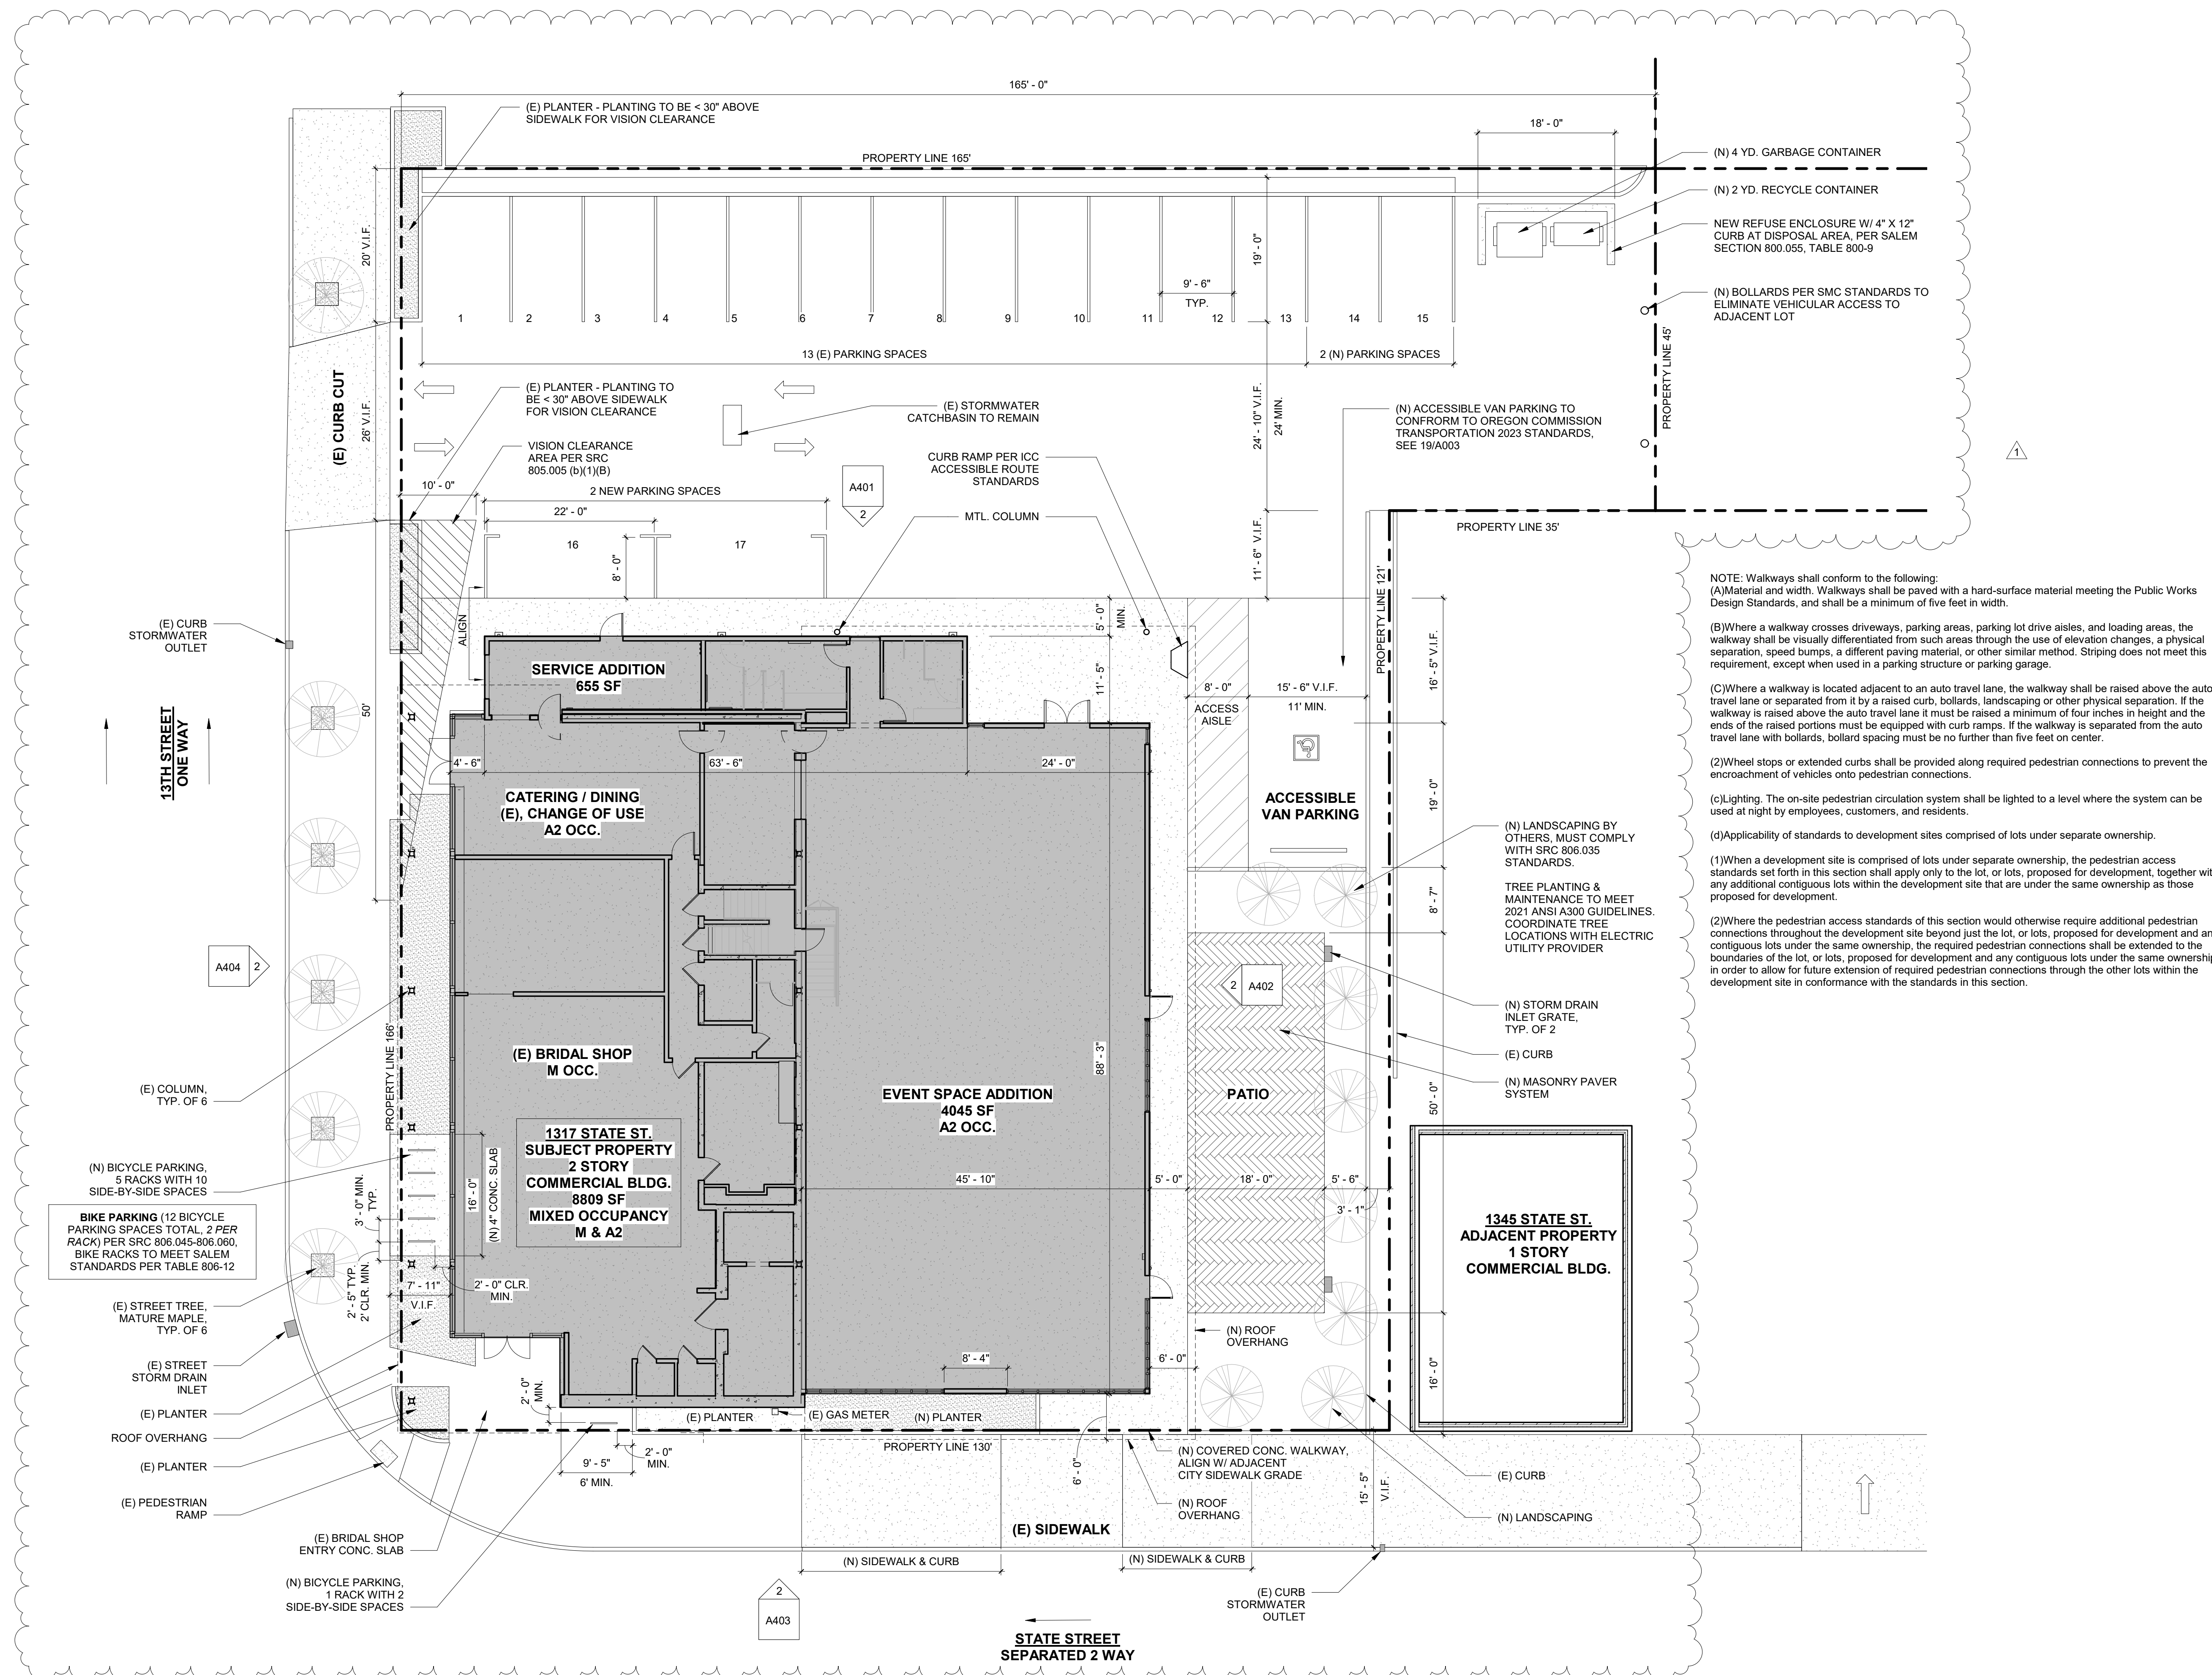 165' - 0"
(E) PLANTER - PLANTING TO BE < 30" ABOVE
SIDEWALK FOR VISION CLEARANCE
18' - 0"
PROPERTY LINE 165'
(N) 4 YD. GARBAGE CONTAINER
(N) 2 YD. RECYCLE CONTAINER
NEW REFUSE ENCLOSURE W/ 4" X 12"
CURB AT DISPOSAL AREA, PER SALEM
SECTION 800.055, TABLE 800-9
(N) BOLLARDS PER SMC STANDARDS TO
ELIMINATE VEHICULAR ACCESS TO
ADJACENT LOT
PROPERTY LINE 45'
20' V.I.F.
19' - 0"
9' - 6"
TYP.
1 2 3 4 5 6 7 8 9 10 11 12 13 14 15
13 (E) PARKING SPACES
2 (N) PARKING SPACES
(E) CURB CUT
26' V.I.F.
(E) PLANTER - PLANTING TO
BE < 30" ABOVE SIDEWALK
FOR VISION CLEARANCE
(E) STORMWATER
CATCHBASIN TO REMAIN
24' - 10" V.I.F.
24' MIN.
(N) ACCESSIBLE VAN PARKING TO
CONFRORM TO OREGON COMMISSION
TRANSPORTATION 2023 STANDARDS,
SEE 19/A003
1
VISION CLEARANCE
AREA PER SRC
805.005 (b)(1)(B)
CURB RAMP PER ICC
ACCESSIBLE ROUTE
STANDARDS
10' - 0"
2 NEW PARKING SPACES
A401
2
22' - 0"
MTL. COLUMN
16
17
8' - 0"
11' - 6" V.I.F.
PROPERTY LINE 35'
PROPERTY LINE 121'
NOTE: Walkways shall conform to the following:
(A)Material and width. Walkways shall be paved with a hard-surface material meeting the Public Works
Design Standards, and shall be a minimum of five feet in width.
(B)Where a walkway crosses driveways, parking areas, parking lot drive aisles, and loading areas, the
walkway shall be visually differentiated from such areas through the use of elevation changes, a physical
separation, speed bumps, a different paving material, or other similar method. Striping does not meet this
requirement, except when used in a parking structure or parking garage.
(C)Where a walkway is located adjacent to an auto travel lane, the walkway shall be raised above the auto
travel lane or separated from it by a raised curb, bollards, landscaping or other physical separation. If the
walkway is raised above the auto travel lane it must be raised a minimum of four inches in height and the
ends of the raised portions must be equipped with curb ramps. If the walkway is separated from the auto
travel lane with bollards, bollard spacing must be no further than five feet on center.
(2)Wheel stops or extended curbs shall be provided along required pedestrian connections to prevent the
encroachment of vehicles onto pedestrian connections.
(c)Lighting. The on-site pedestrian circulation system shall be lighted to a level where the system can be
used at night by employees, customers, and residents.
(d)Applicability of standards to development sites comprised of lots under separate ownership.
(1)When a development site is comprised of lots under separate ownership, the pedestrian access
standards set forth in this section shall apply only to the lot, or lots, proposed for development, together wit
any additional contiguous lots within the development site that are under the same ownership as those
proposed for development.
(2)Where the pedestrian access standards of this section would otherwise require additional pedestrian
connections throughout the development site beyond just the lot, or lots, proposed for development and an
contiguous lots under the same ownership, the required pedestrian connections shall be extended to the
boundaries of the lot, or lots, proposed for development and any contiguous lots under the same ownership
in order to allow for future extension of required pedestrian connections through the other lots within the
development site in conformance with the standards in this section.
(E) CURB
STORMWATER
OUTLET
ALIGN
5' - 0"
MIN.
11' - 5"
SERVICE ADDITION
655 SF
16' - 5" V.I.F.
8' - 0"
ACCESS
AISLE
15' - 6" V.I.F.
11' MIN.
50'
13TH STREET
ONE WAY
4' - 6"
63' - 6"
24' - 0"
CATERING / DINING
(E), CHANGE OF USE
A2 OCC.
ACCESSIBLE
VAN PARKING
19' - 0"
(N) LANDSCAPING BY
OTHERS, MUST COMPLY
WITH SRC 806.035
STANDARDS.
TREE PLANTING &
MAINTENANCE TO MEET
2021 ANSI A300 GUIDELINES.
COORDINATE TREE
LOCATIONS WITH ELECTRIC
UTILITY PROVIDER
8' - 7"
A404
2
2
A402
(N) STORM DRAIN
INLET GRATE,
TYP. OF 2
(E) CURB
(N) MASONRY PAVER
SYSTEM
PROPERTY LINE 166'
(E) BRIDAL SHOP
M OCC.
88' - 3"
(E) COLUMN,
TYP. OF 6
EVENT SPACE ADDITION
4045 SF
A2 OCC.
PATIO
50' - 0"
1317 STATE ST.
SUBJECT PROPERTY
2 STORY
COMMERCIAL BLDG.
8809 SF
MIXED OCCUPANCY
M & A2
(N) BICYCLE PARKING,
5 RACKS WITH 10
SIDE-BY-SIDE SPACES
16' - 0"
(N) 4" CONC. SLAB
3' - 0" MIN.
TYP.
45' - 10"
5' - 0"
18' - 0"
5' - 6"
3' - 1"
BIKE PARKING (12 BICYCLE
PARKING SPACES TOTAL, 2 PER
RACK) PER SRC 806.045-806.060,
BIKE RACKS TO MEET SALEM
STANDARDS PER TABLE 806-12
1345 STATE ST.
ADJACENT PROPERTY
1 STORY
COMMERCIAL BLDG.
2' - 5" TYP.
2' CLR. MIN.
7' - 11"
V.I.F.
2' - 0" CLR.
MIN.
(E) STREET TREE,
MATURE MAPLE,
TYP. OF 6
(N) ROOF
OVERHANG
8' - 4"
6' - 0"
16' - 0"
(E) STREET
STORM DRAIN
INLET
2' - 0"
MIN.
(E) PLANTER
ROOF OVERHANG
(E) PLANTER
(E) PLANTER
(E) GAS METER
(N) PLANTER
PROPERTY LINE 130'
9' - 5"
6' MIN.
2' - 0"
MIN.
6' - 0"
(N) COVERED CONC. WALKWAY,
ALIGN W/ ADJACENT
CITY SIDEWALK GRADE
15' - 5"
V.I.F.
(E) CURB
(E) PEDESTRIAN
RAMP
(N) ROOF
OVERHANG
(N) LANDSCAPING
(E) SIDEWALK
(E) BRIDAL SHOP
ENTRY CONC. SLAB
(N) SIDEWALK & CURB
(N) SIDEWALK & CURB
(N) BICYCLE PARKING,
1 RACK WITH 2
SIDE-BY-SIDE SPACES
2
A403
(E) CURB
STORMWATER
OUTLET
STATE STREET
SEPARATED 2 WAY